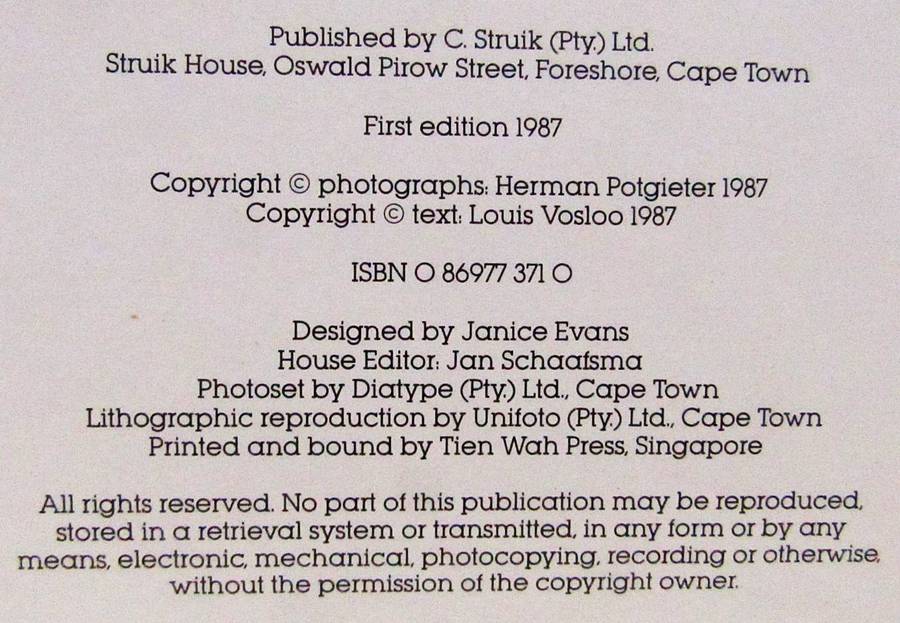 Published by C. Struik (Pty.) Ltd.
Struik House, Oswald Pirow Street, Foreshore, Cape Town
First edition 1987
Copyright © photographs: Herman Potgieter 1987
Copyright © text: Louis Vosloo 1987
ISBN O 86977 371 O
Designed by Janice Evans
House Editor: Jan Schaafsma
Photoset by Diatype (Pty.) Ltd., Cape Town
Lithographic reproduction by Unifoto (Pty.) Ltd., Cape Town
Printed and bound by Tien Wah Press, Singapore
All rights reserved. No part of this publication may be reproduced,
stored in a retrieval system or transmitted, in any form or by any
means, electronic, mechanical, photocopying, recording or otherwise,
without the permission of the copyright owner.